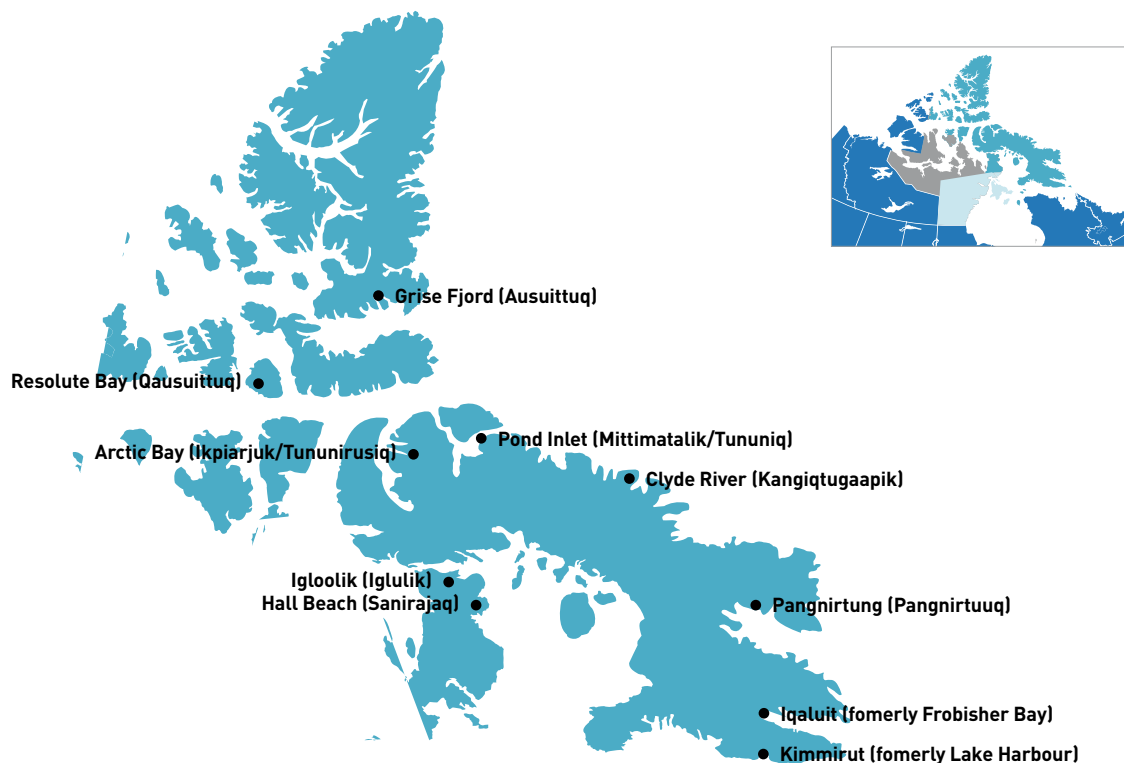 Grise Fjord (Ausuittuq)
Resolute Bay (Qausuittuq)
Pond Inlet (Mittimatalik/Tununiq)
Arctic Bay (Ikpiarjuk/Tununirusiq)
Clyde River (Kangiqtugaapik)
Igloolik (Iglulik)
Hall Beach (Sanirajaq)
Pangnirtung (Pangnirtuuq)
Iqaluit (fomerly Frobisher Bay)
Kimmirut (fomerly Lake Harbour)